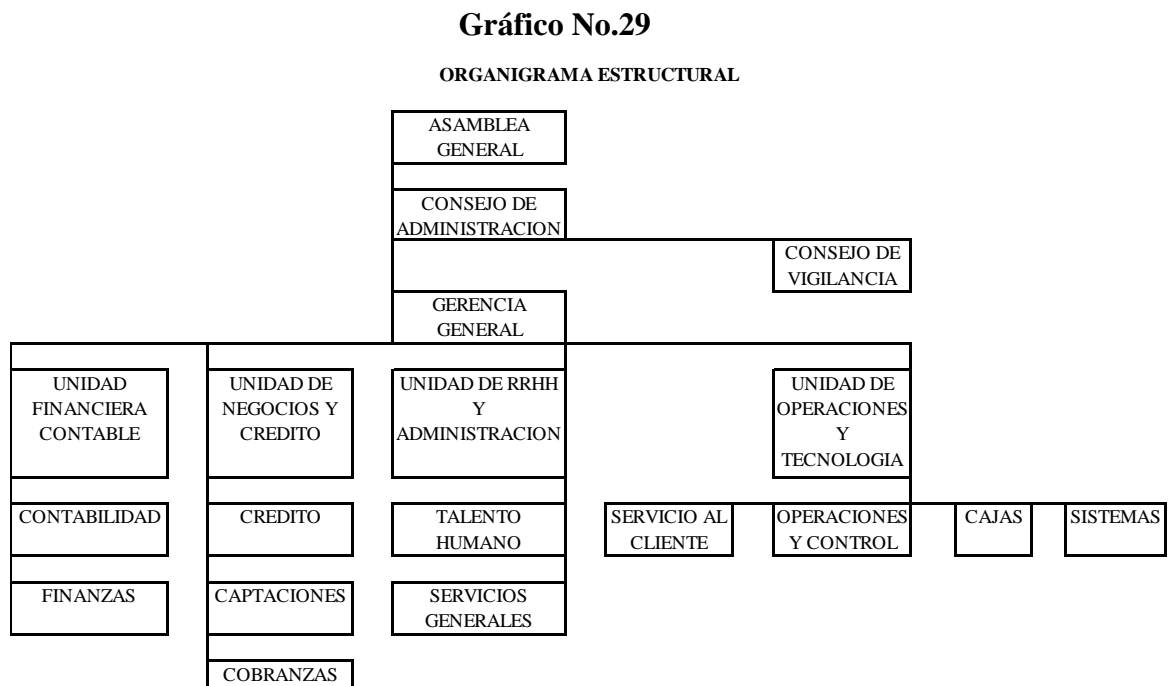 Gráfico No.29
ORGANIGRAMA ESTRUCTURAL
ASAMBLEA
GENERAL
CONSEJO DE
ADMINISTRACION
CONSEJO DE
VIGILANCIA
GERENCIA
GENERAL
UNIDAD
FINANCIERA
CONTABLE
UNIDAD DE
NEGOCIOS Y
CREDITO
UNIDAD DE RRHH
Y
ADMINISTRACION
UNIDAD DE
OPERACIONES
Y
TECNOLOGIA
CONTABILIDAD
CREDITO
TALENTO
HUMANO
SERVICIO AL
CLIENTE
OPERACIONES
Y CONTROL
CAJAS
SISTEMAS
FINANZAS
CAPTACIONES
SERVICIOS
GENERALES
COBRANZAS